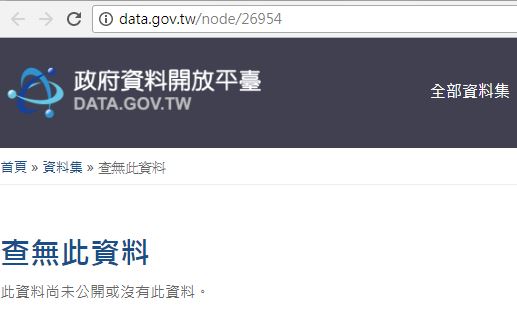 data.gov.tw/node/26954
政府資料開放平臺
DATA.GOV.TW
全部資料集
首頁 » 資料集 » 查無此資料
查無此資料
此資料尚未公開或沒有此資料。